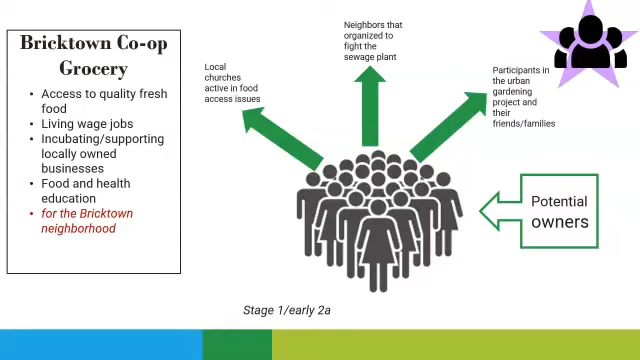 Bricktown Co-op
Grocery
• Access to quality fresh
food
• Living wage jobs
• Incubating/supporting
locally owned
businesses
• Food and health
education
• for the Bricktown
neighborhood
Local
churches
active in food
access issues
Neighbors that
organized to
fight the
sewage plant
Participants in
the urban
gardening
project and
their
friends/families
Potential
owners
Stage 1/early 2a